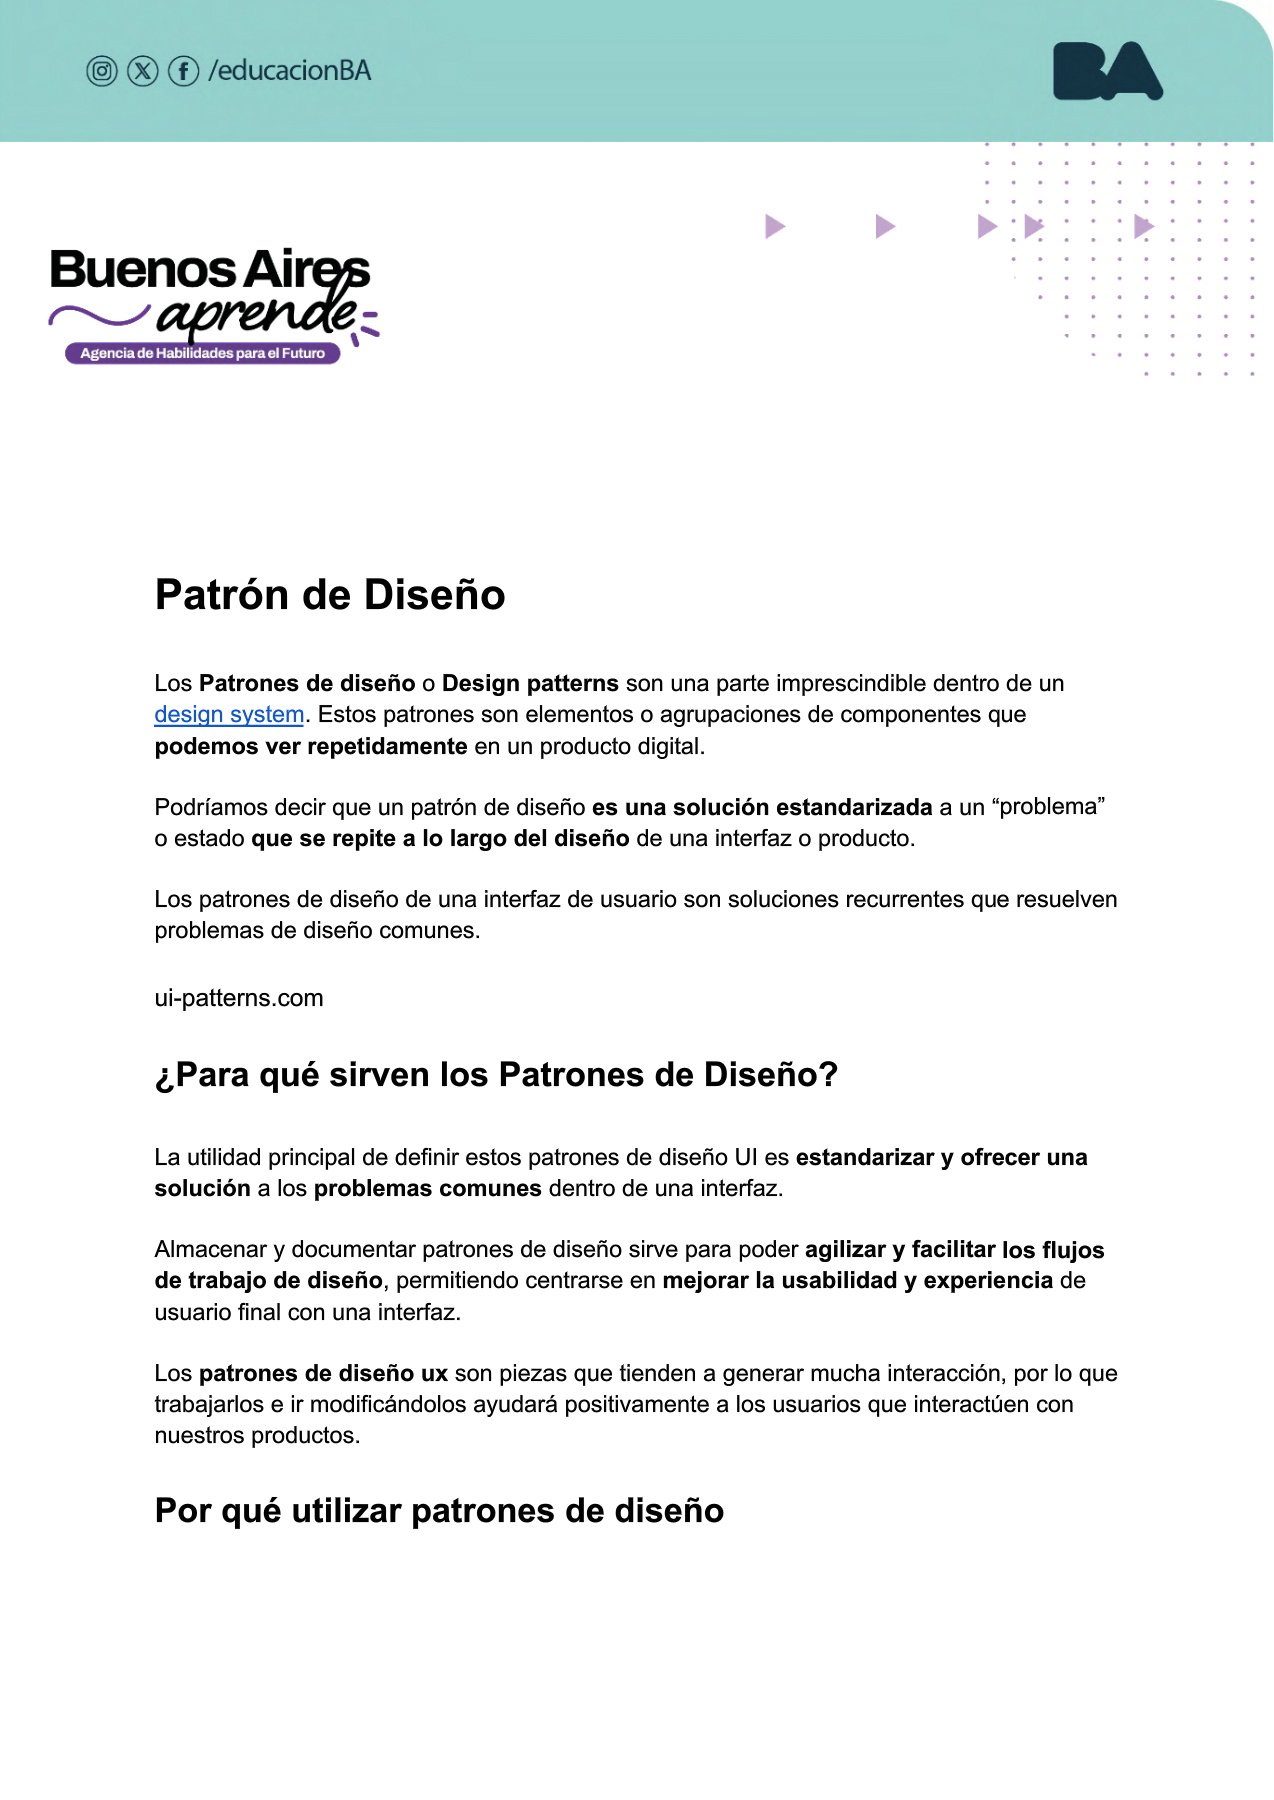 /educacionBA
BA
Buenos Aires
aprende
Agencia de Habilidades para el Futuro
Patrón de Diseño
Los Patrones de diseño o Design patterns son una parte imprescindible dentro de un
design system. Estos patrones son elementos o agrupaciones de componentes que
podemos ver repetidamente en un producto digital.
Podríamos decir que un patrón de diseño es una solución estandarizada a un “problema”
o estado que se repite a lo largo del diseño de una interfaz o producto.
Los patrones de diseño de una interfaz de usuario son soluciones recurrentes que resuelven
problemas de diseño comunes.
ui-patterns.com
¿Para qué sirven los Patrones de Diseño?
La utilidad principal de definir estos patrones de diseño UI es estandarizar y ofrecer una
solución a los problemas comunes dentro de una interfaz.
Almacenar y documentar patrones de diseño sirve para poder agilizar y facilitar los flujos
de trabajo de diseño, permitiendo centrarse en mejorar la usabilidad y experiencia de
usuario final con una interfaz.
Los patrones de diseño ux son piezas que tienden a generar mucha interacción, por lo que
trabajarlos e ir modificándolos ayudará positivamente a los usuarios que interactúen con
nuestros productos.
Por qué utilizar patrones de diseño